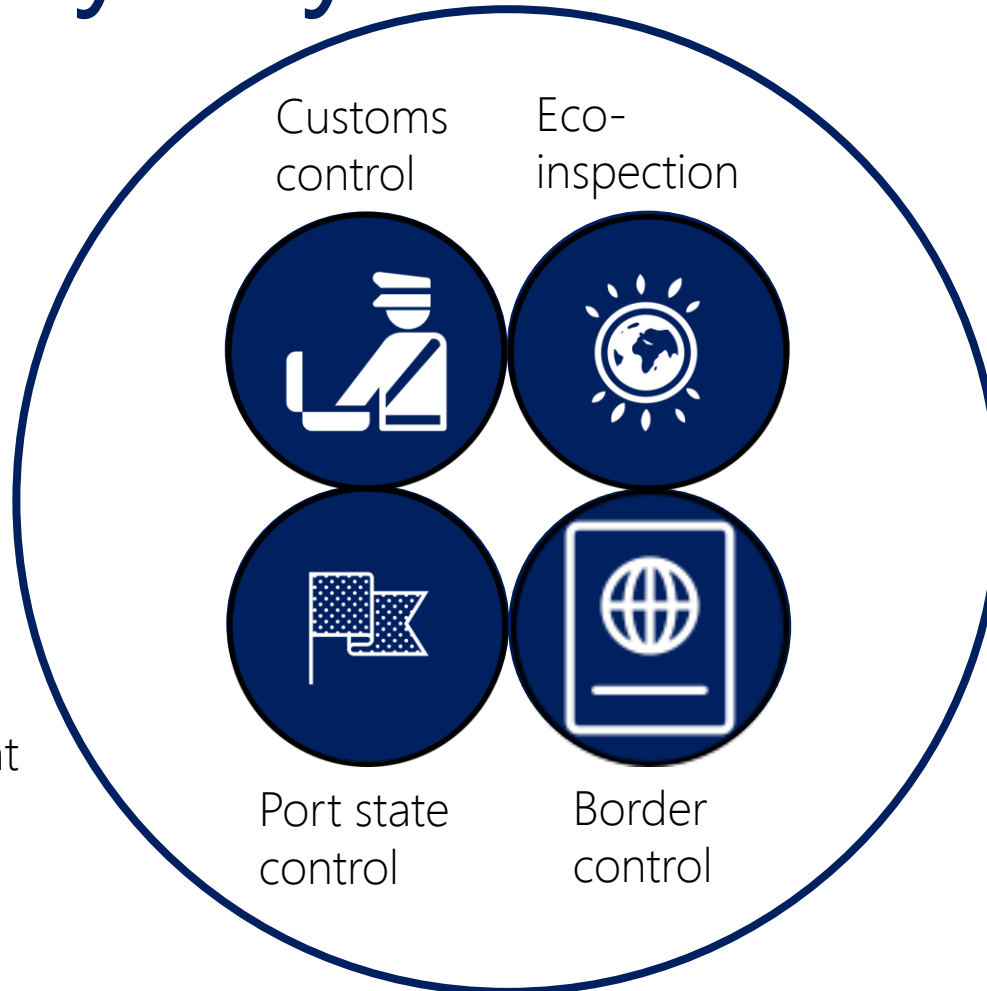 Customs
control
Eco-
inspection
Port state
control
Border
control